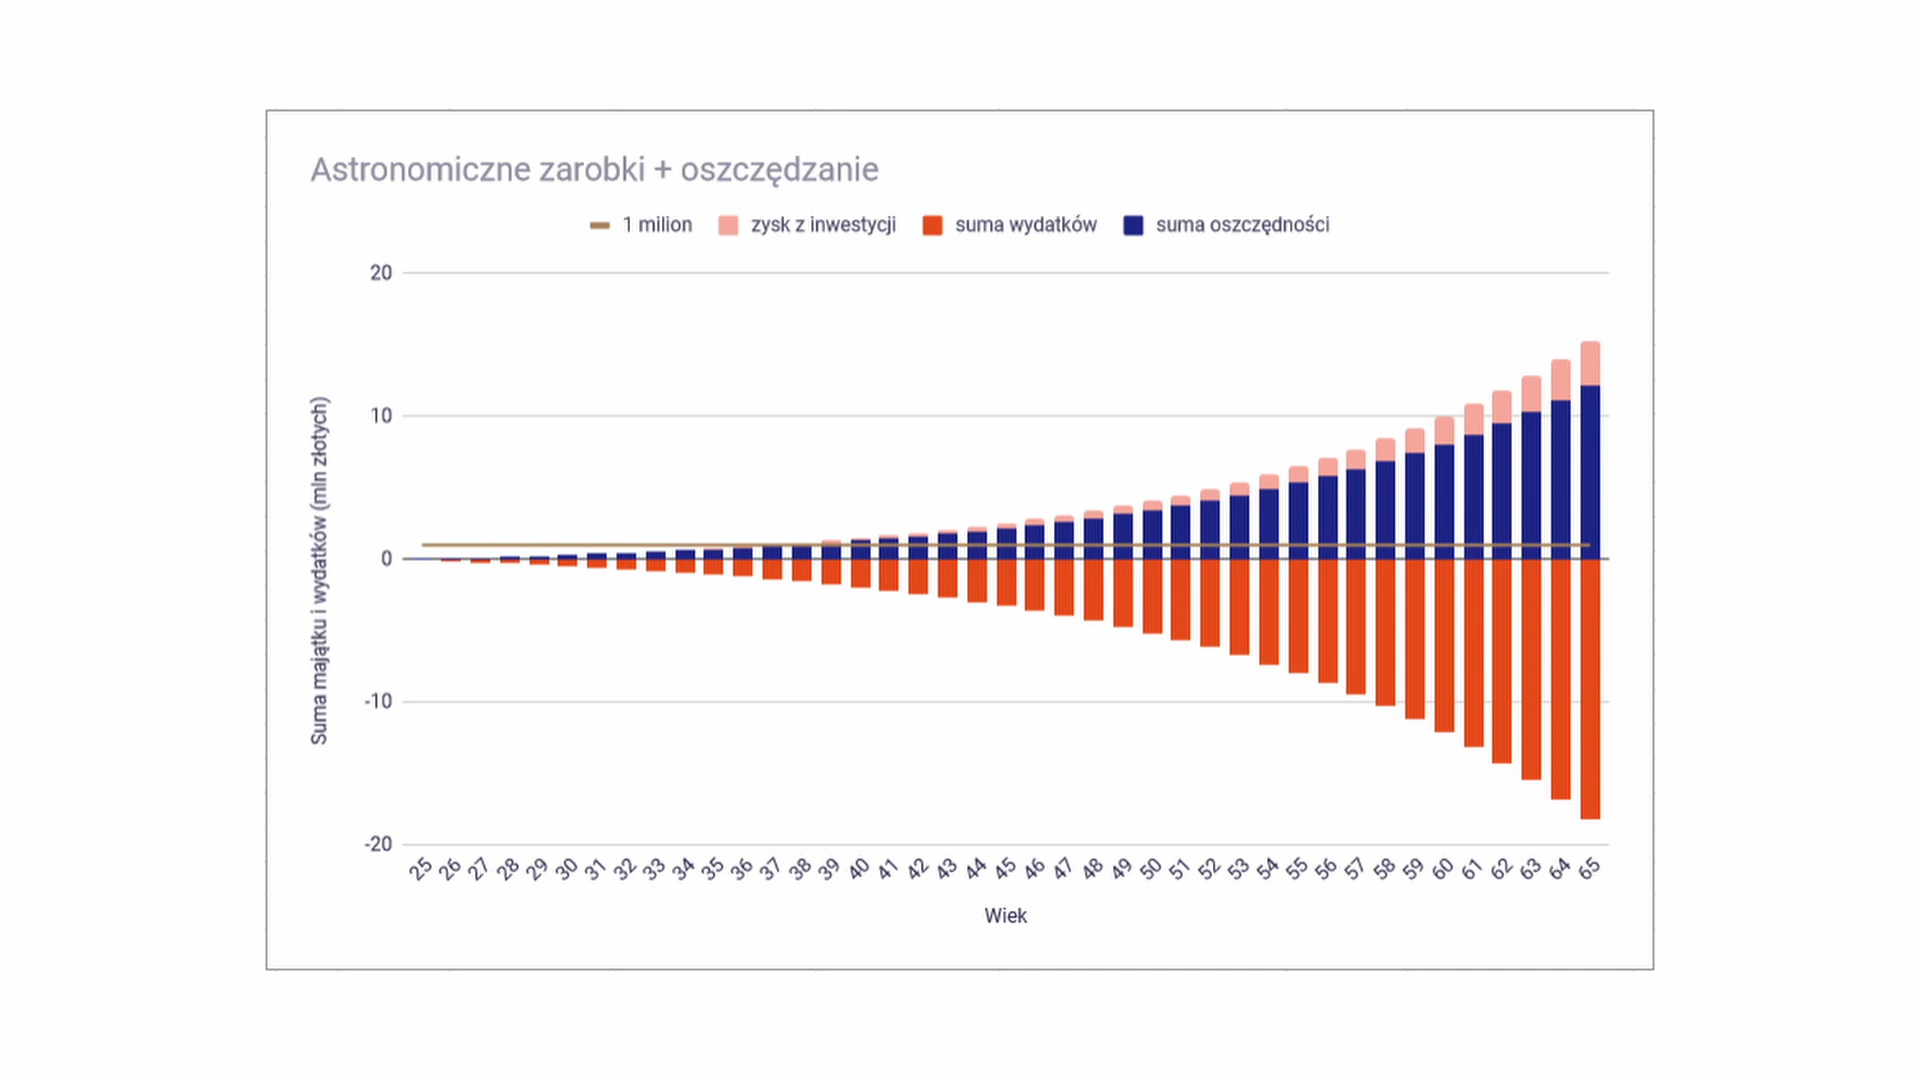 Astronomiczne zarobki + oszczędzanie
1 milion zysk z inwestycji suma wydatków suma oszczędności
Suma majątku i wydatków (mln złotych)
20
10
0
-10
-20
25 26 27 28 29 30 31 32 33 34 35 36 37 38 39 40 41 42 43 44 45 46 47 48 49 50 51 52 53 54 55 56 57 58 59 60 61 62 63 64 65
Wiek